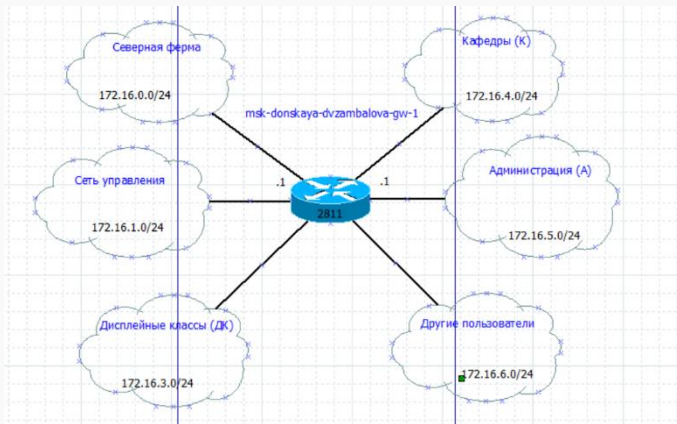 Северная ферма
172.16.0.0/24
Кафедры (К)
172.16.4.0/24
msk-donskaya-dvzambalova-gw-1
Сеть управления
172.16.1.0/24
.1
.1
2811
Администрация (А)
172.16.5.0/24
Дисплейные классы (ДК)
172.16.3.0/24
Другие пользователи
172.16.6.0/24